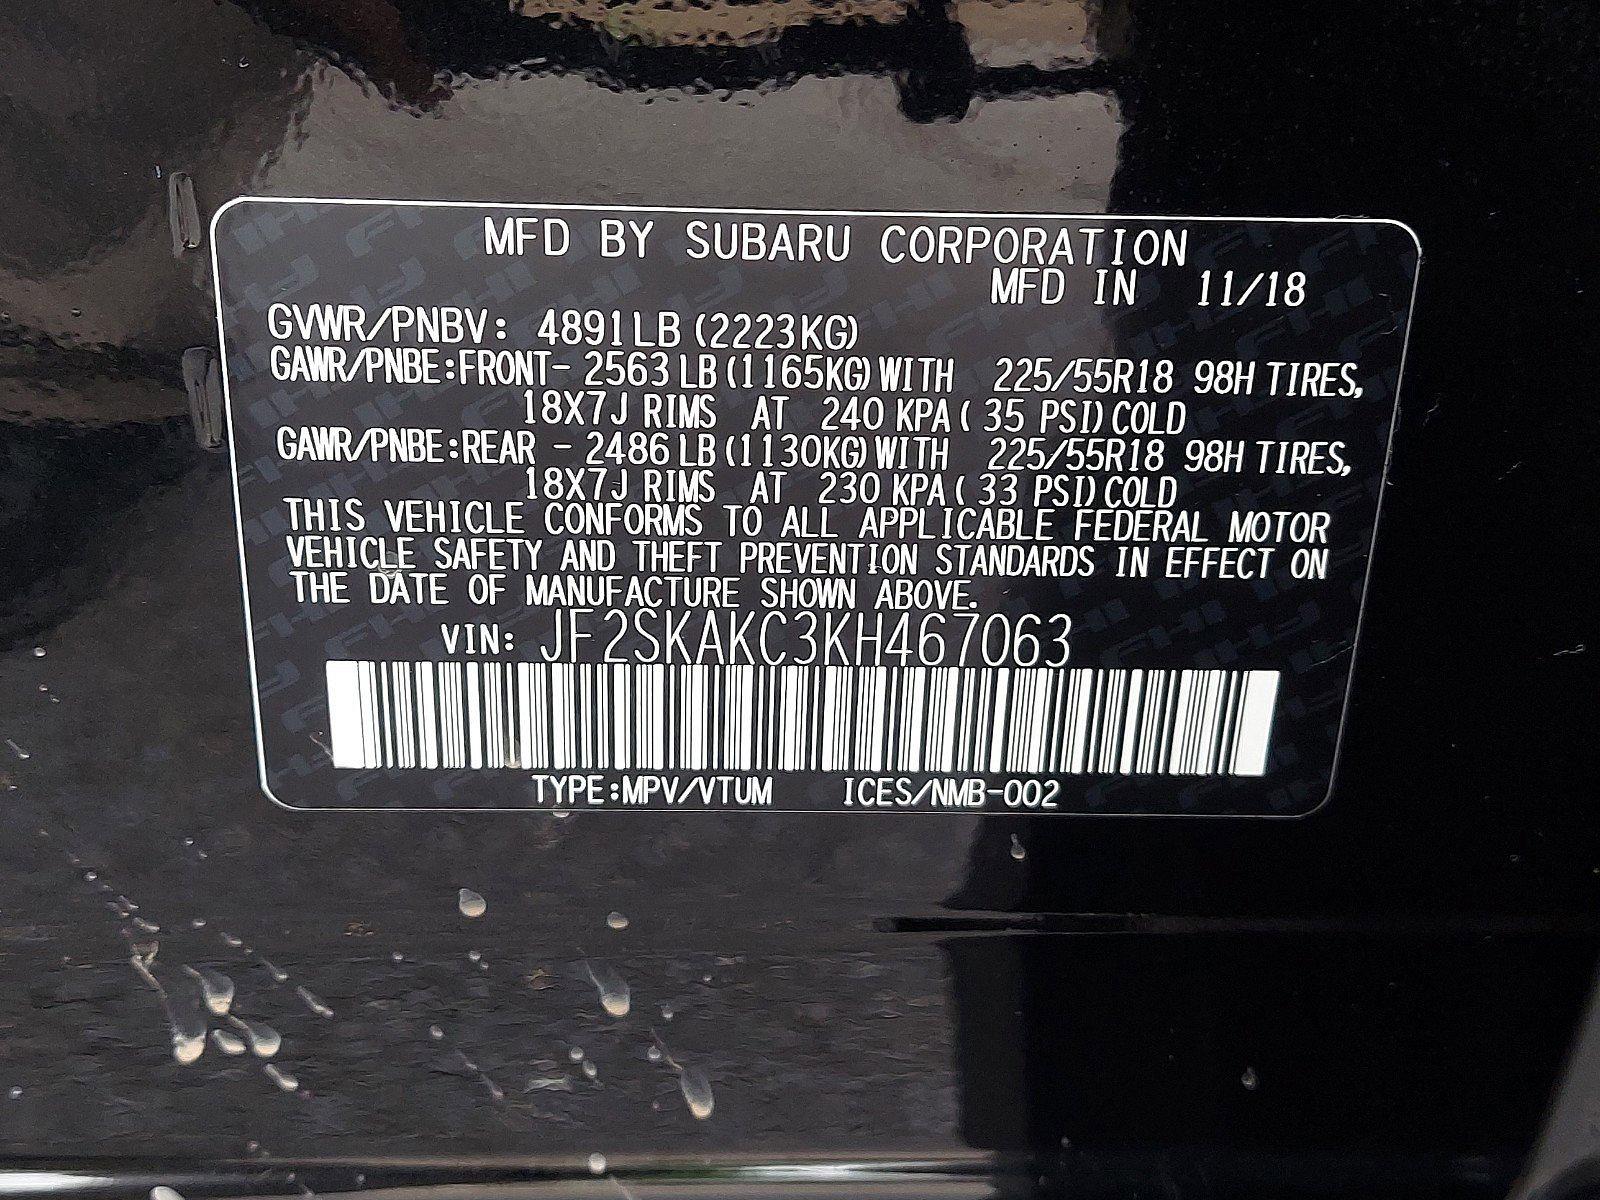 MFD BY SUBARU CORPORATION
MFD IN 11/18
GVWR/PNBV: 4891LB (2223KG)
GAWR/PNBE:FRONT- 2563 LB (1165KG) WITH 225/55R18 98H TIRES,
18X7J RIMS AT 240 KPA ( 35 PSI) COLD
GAWR/PNBE:REAR - 2486 LB (1130KG) WITH 225/55R18 98H TIRES,
18X7J RIMS AT 230 KPA ( 33 PSI) COLD
THIS VEHICLE CONFORMS TO ALL APPLICABLE FEDERAL MOTOR
VEHICLE SAFETY AND THEFT PREVENTION STANDARDS IN EFFECT ON
THE DATE OF MANUFACTURE SHOWN ABOVE.
VIN: JF2SKAKC3KH467063
TYPE:MPV/VTUM ICES/NMB-002